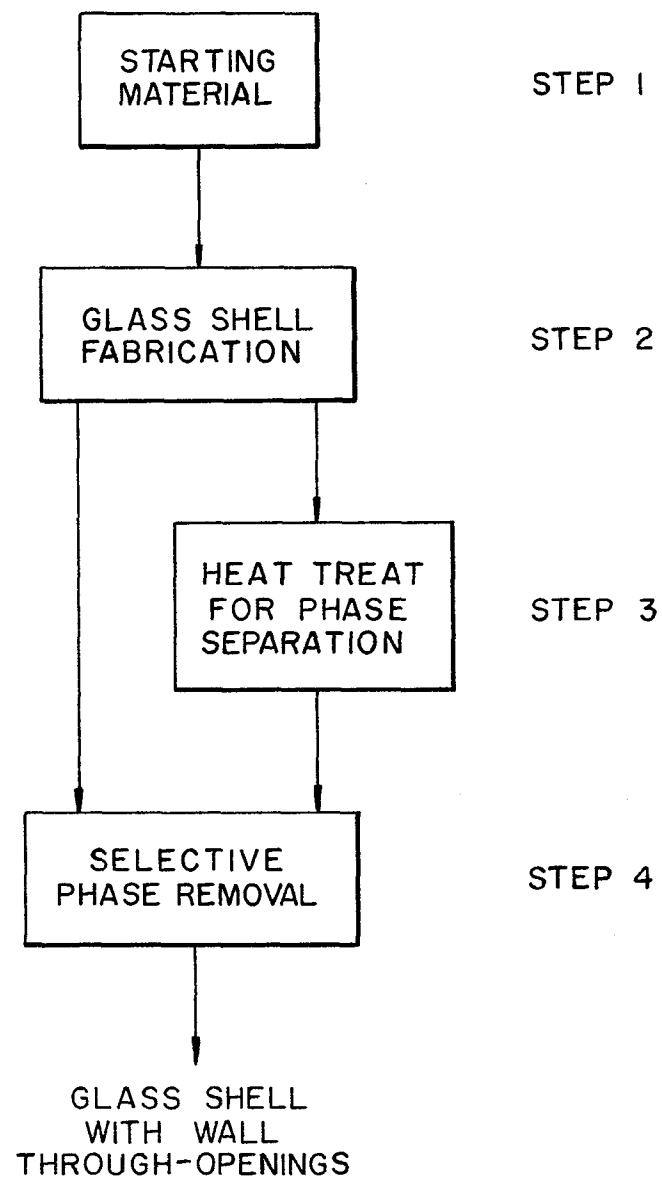 STARTING
MATERIAL
STEP 1
GLASS SHELL
FABRICATION
STEP 2
HEAT TREAT
FOR PHASE
SEPARATION
STEP 3
SELECTIVE
PHASE REMOVAL
STEP 4
GLASS SHELL
WITH WALL
THROUGH-OPENINGS